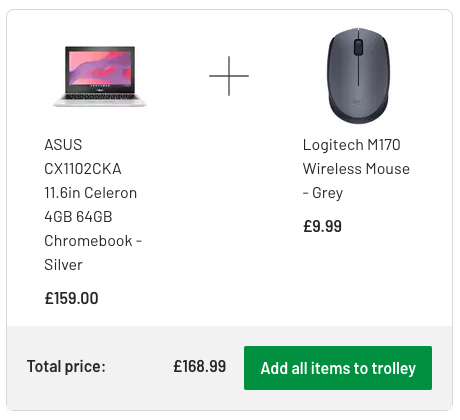 ASUS
CX1102CKA
11.6in Celeron
4GB 64GB
Chromebook -
Silver
£159.00
Logitech M170
Wireless Mouse
- Grey
£9.99
Total price:
£168.99
Add all items to trolley